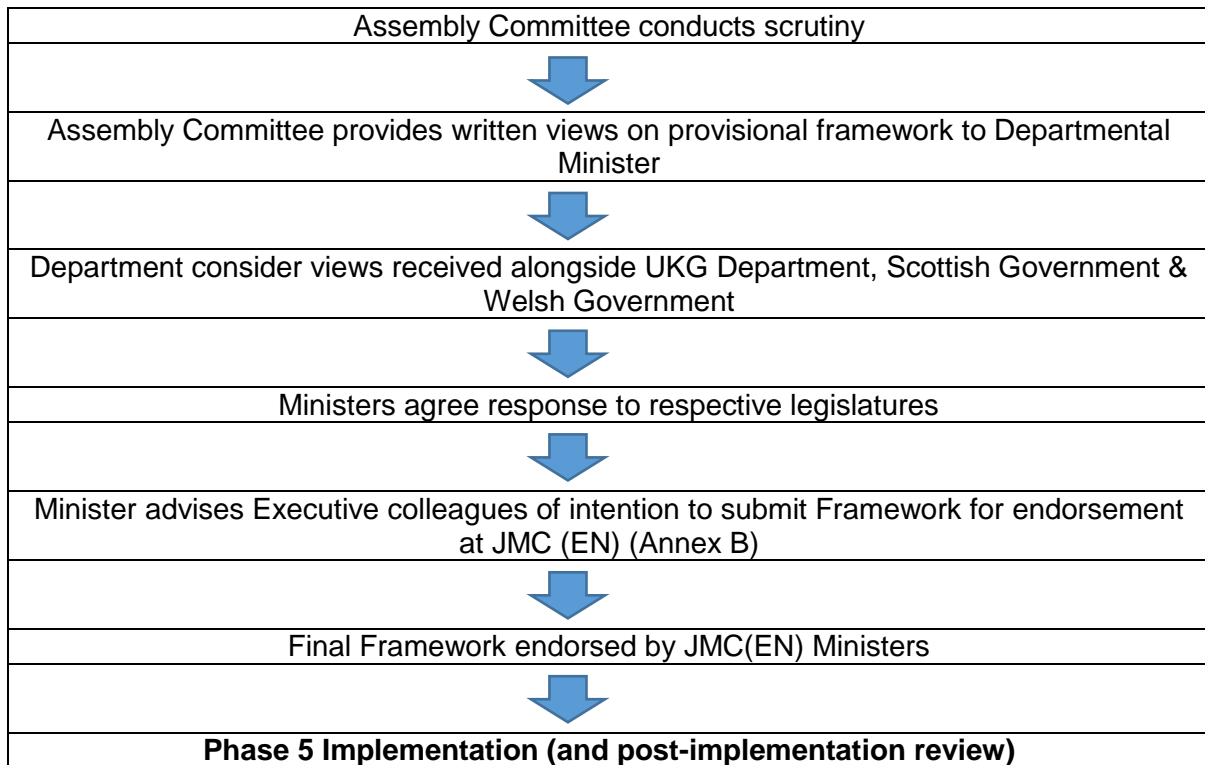 Assembly Committee conducts scrutiny
Assembly Committee provides written views on provisional framework to Departmental
Minister
Department consider views received alongside UKG Department, Scottish Government &
Welsh Government
Ministers agree response to respective legislatures
Minister advises Executive colleagues of intention to submit Framework for endorsement
at JMC (EN) (Annex B)
Final Framework endorsed by JMC(EN) Ministers
Phase 5 Implementation (and post-implementation review)